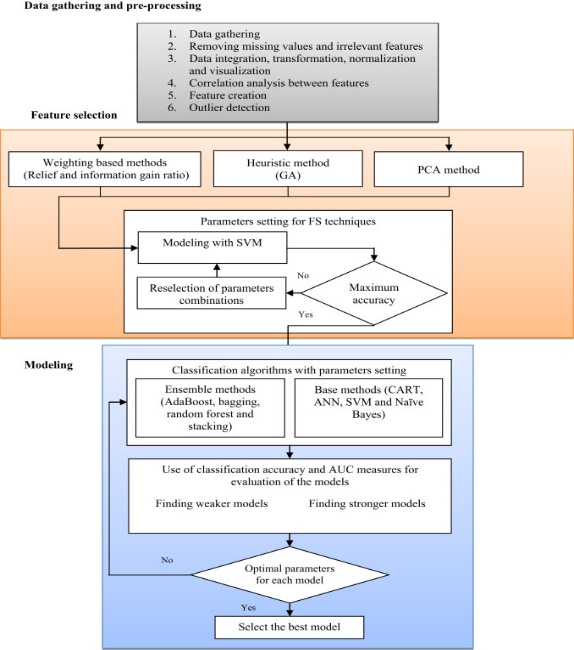 Data gathering and pre-processing
1. Data gathering
2. Removing missing values and irrelevant features
3. Data integration, transformation, normalization
and visualization
4. Correlation analysis between features
5. Feature creation
6. Outlier detection
Feature selection
Weighting based methods
(Relief and information gain ratio)
Heuristic method
(GA)
PCA method
Parameters setting for FS techniques
Modeling with SVM
No
Reselection of parameters
combinations
Maximum
accuracy
Yes
Modeling
Classification algorithms with parameters setting
Ensemble methods
(AdaBoost, bagging,
random forest and
stacking)
Base methods (CART,
ANN, SVM and Naïve
Bayes)
Use of classification accuracy and AUC measures for
evaluation of the models
Finding weaker models
Finding stronger models
No
Optimal parameters
for each model
Yes
Select the best model